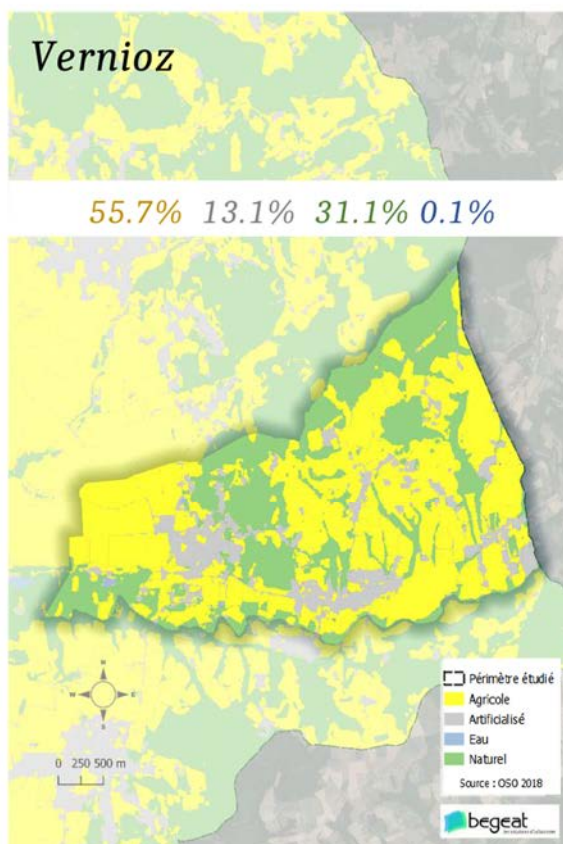 Vernioz
55.7% 13.1% 31.1% 0.1%
N
W E
S
0 250 500 m
Périmètre étudié
Agricole
Artificialisé
Eau
Naturel
Source : OSO 2018
begeat